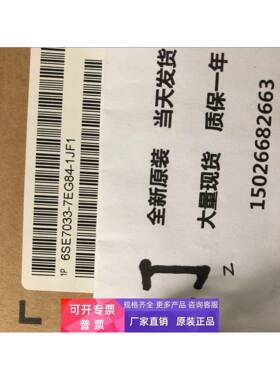 1P 6SE7033-7EG84-1JF1
全新原装 当天发货
大量现货 质保一年
15026682663
Z
可开专票
普票
规格齐全 更多型号咨询客服
厂家直销 原装正品